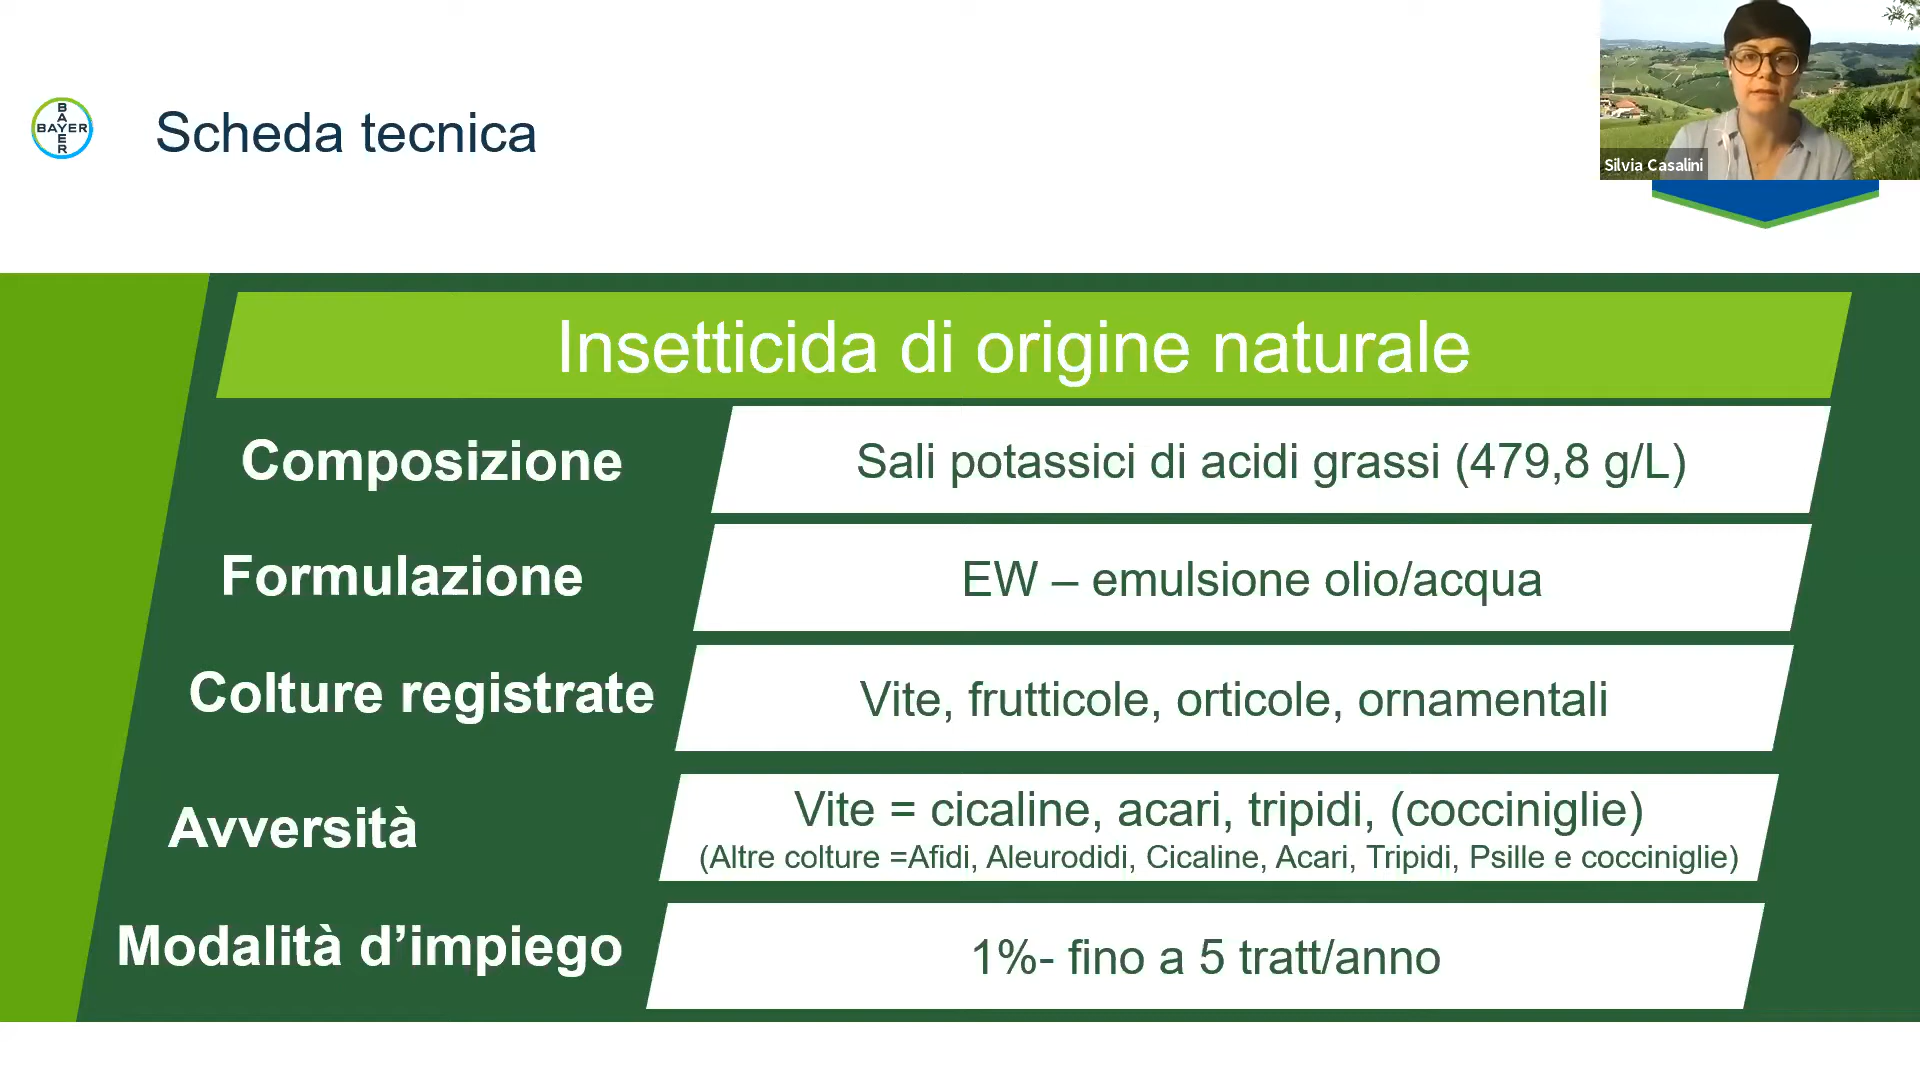 BAYER
BAYER
Scheda tecnica
Silvia Casalini
Insetticida di origine naturale
Composizione
Sali potassici di acidi grassi (479,8 g/L)
Formulazione
EW – emulsione olio/acqua
Colture registrate
Vite, frutticole, orticole, ornamentali
Avversità
Vite = cicaline, acari, tripidi, (cocciniglie)
(Altre colture =Afidi, Aleurodidi, Cicaline, Acari, Tripidi, Psille e cocciniglie)
Modalità d’impiego
1%- fino a 5 tratt/anno